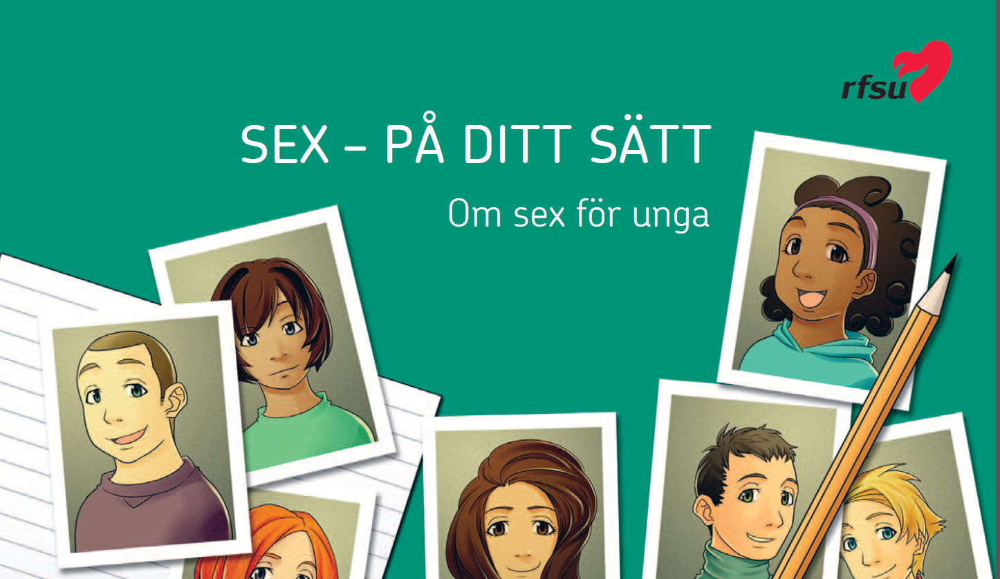 rfsu
SEX – PÅ DITT SÄTT
Om sex för unga